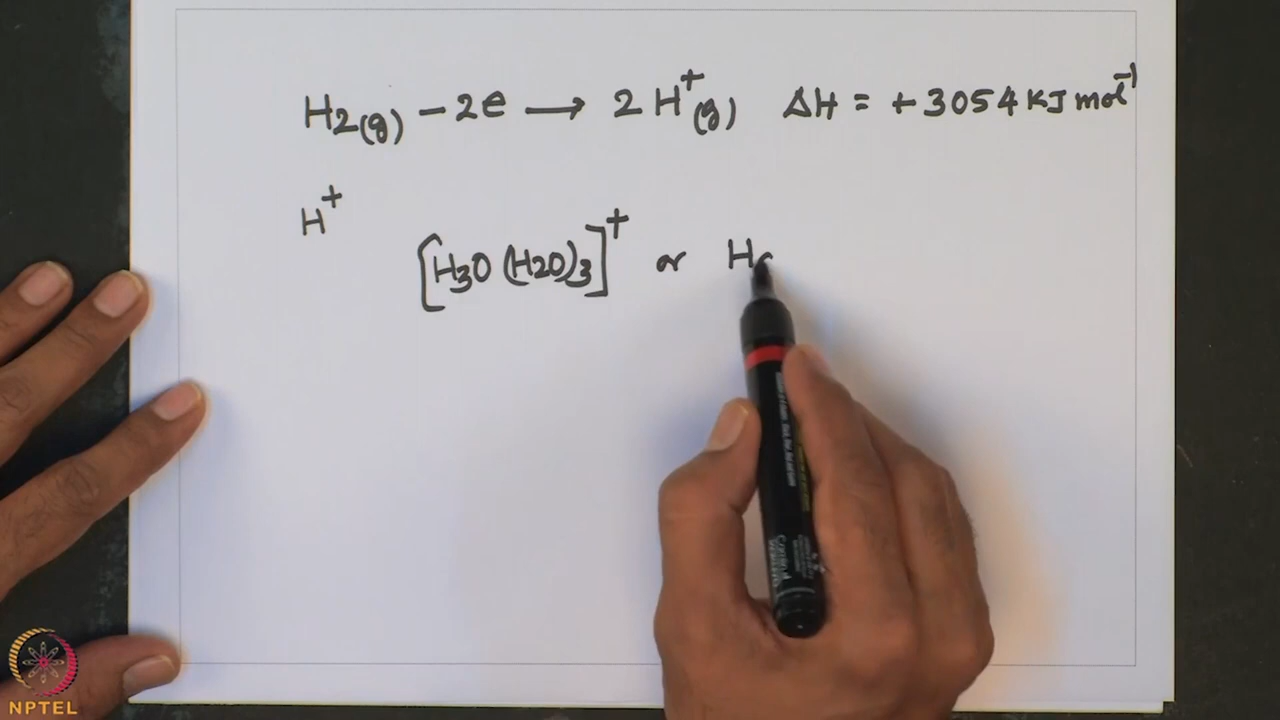 H2(g) − 2e ⟶ 2H⁺(g) ΔH = +3054 KJ mol⁻¹
H⁺
[H3O (H2O)3]⁺ or H
NPTEL